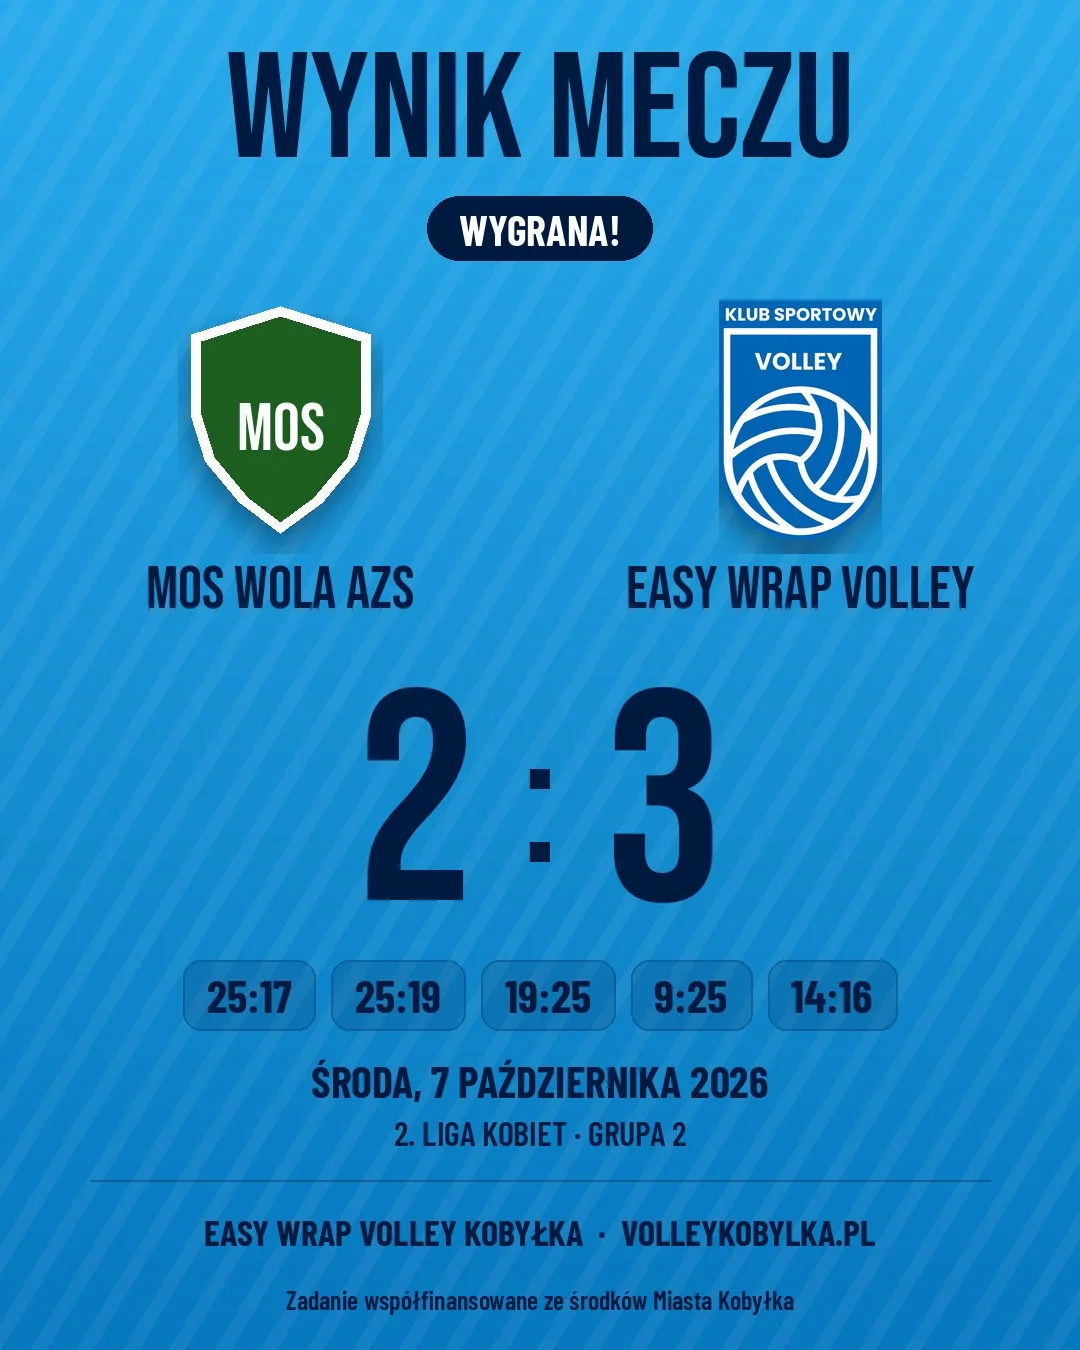 WYNIK MECZU
WYGRANA!
MOS
KLUB SPORTOWY
VOLLEY
MOS WOLA AZS
EASY WRAP VOLLEY
2 : 3
25:17 25:19 19:25 9:25 14:16
ŚRODA, 7 PAŹDZIERNIKA 2026
2. LIGA KOBIET · GRUPA 2
EASY WRAP VOLLEY KOBYŁKA · VOLLEYKOBYLKA.PL
Zadanie współfinansowane ze środków Miasta Kobyłka